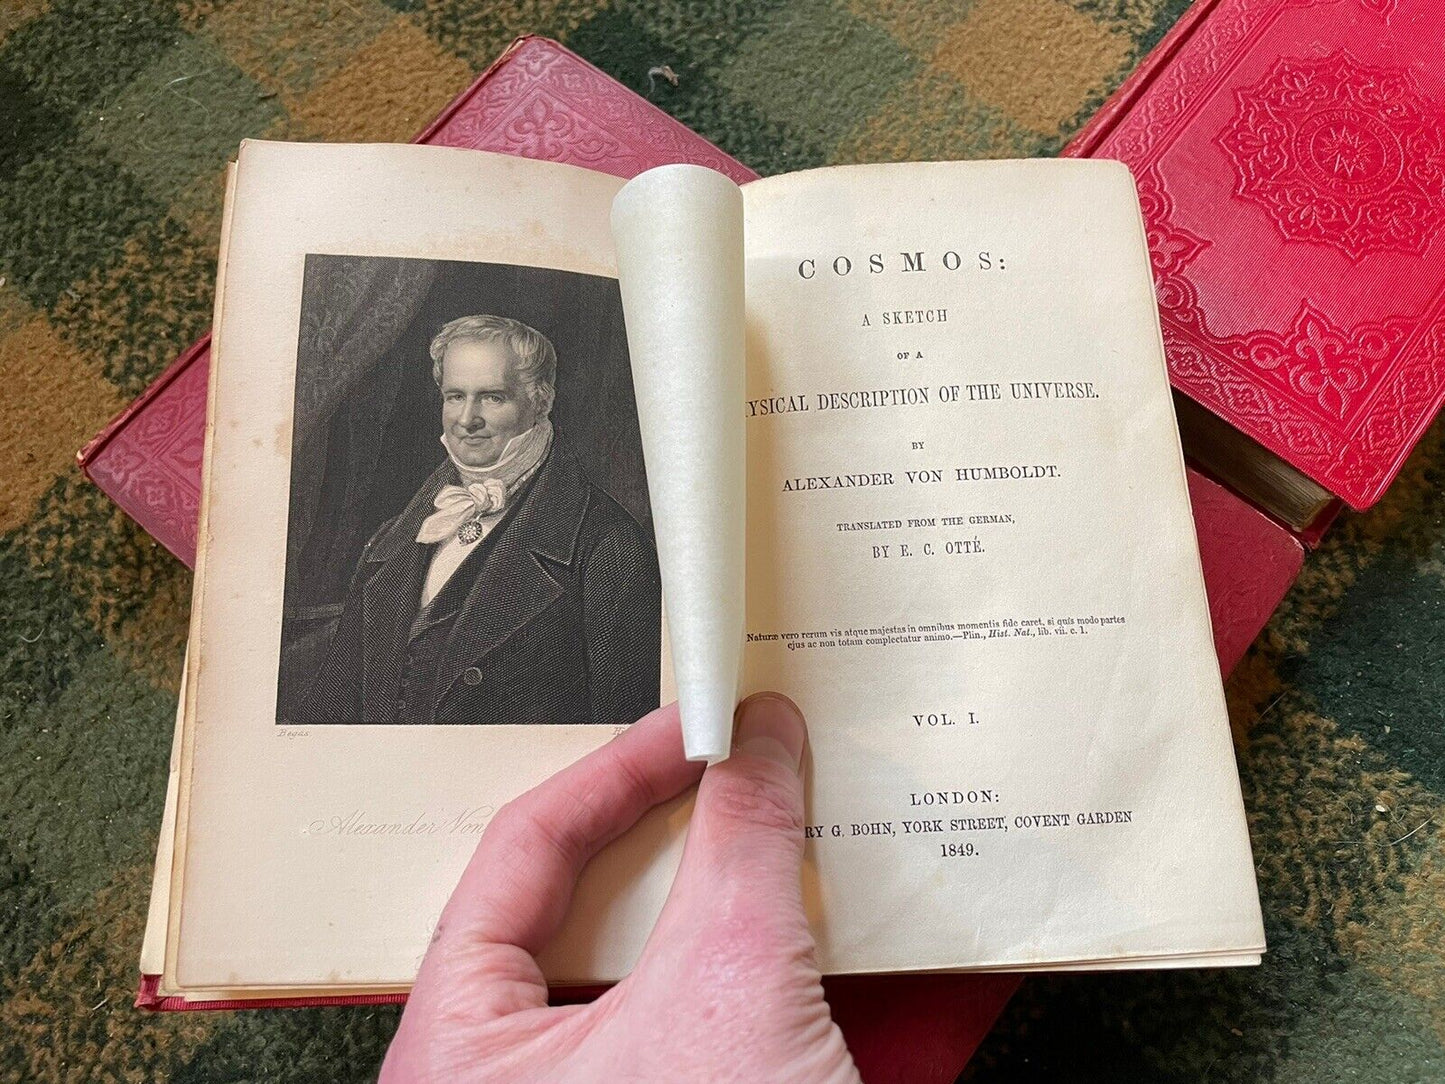 Begas
Alexander Von
COSMOS:
A SKETCH
OF A
YSICAL DESCRIPTION OF THE UNIVERSE.
BY
ALEXANDER VON HUMBOLDT.
TRANSLATED FROM THE GERMAN,
BY E. C. OTTÉ.
Naturæ vero rerum vis atque majestas in omnibus momentis fide caret, si quis modo partes
ejus ac non totam complectatur animo.—Plin., Hist. Nat., lib. vii. c. 1.
VOL. I.
LONDON:
RY G. BOHN, YORK STREET, COVENT GARDEN
1849.